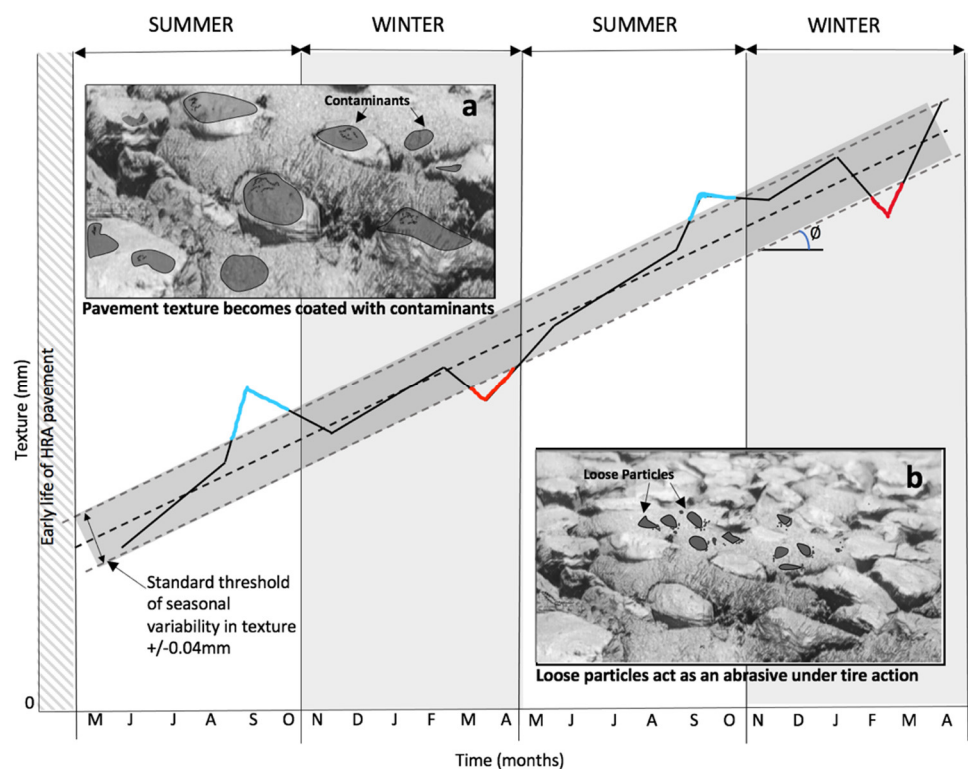 SUMMER
WINTER
SUMMER
WINTER
a
Contaminants
Pavement texture becomes coated with contaminants
Texture (mm)
Early life of HRA pavement
Ø
b
Loose Particles
Loose particles act as an abrasive under tire action
Standard threshold
of seasonal
variability in texture
+/-0.04mm
0
M J J A S O N D J F M A M J J A S O N D J F M A
Time (months)